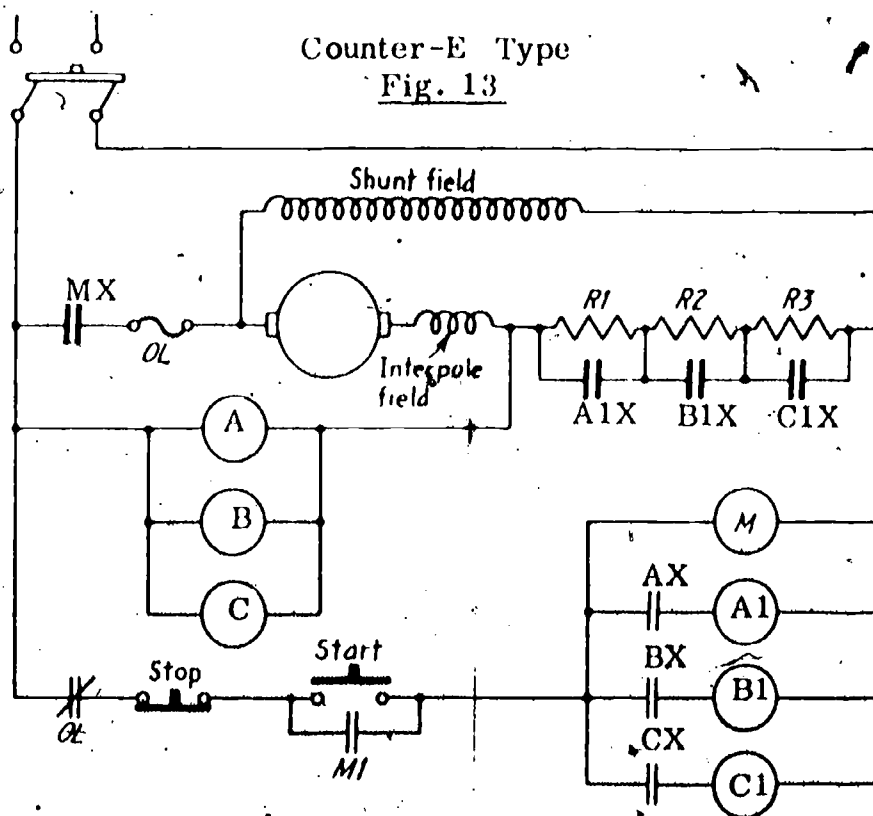 Counter-E Type
Fig. 13
Shunt field
MX
OL
Interpole
field
R1
R2
R3
A1X
B1X
C1X
A
B
C
M
AX
A1
BX
B1
CX
C1
Stop
Start
OL
M1